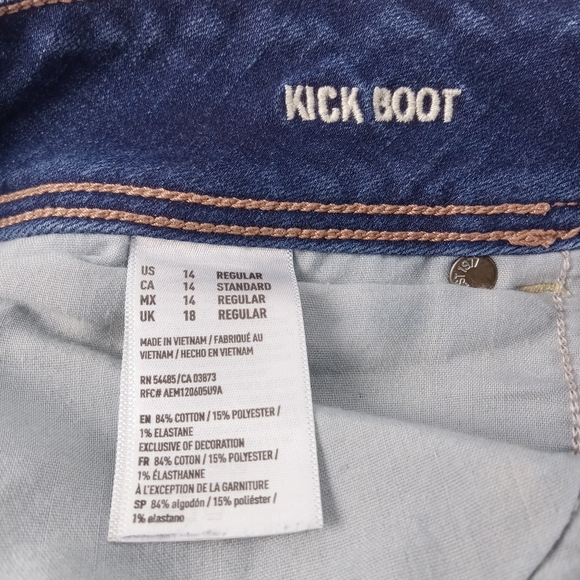 KICK BOOT
US 14 REGULAR
CA 14 STANDARD
MX 14 REGULAR
UK 18 REGULAR
MADE IN VIETNAM / FABRIQUÉ AU
VIETNAM / HECHO EN VIETNAM
RN 54485/CA 03873
RFC# AEM120605U9A
EN 84% COTTON / 15% POLYESTER /
1% ELASTANE
EXCLUSIVE OF DECORATION
FR 84% COTON / 15% POLYESTER /
1% ÉLASTHANNE
À L'EXCEPTION DE LA GARNITURE
SP 84% algodón / 15% poliéster /
1% elastano
1977